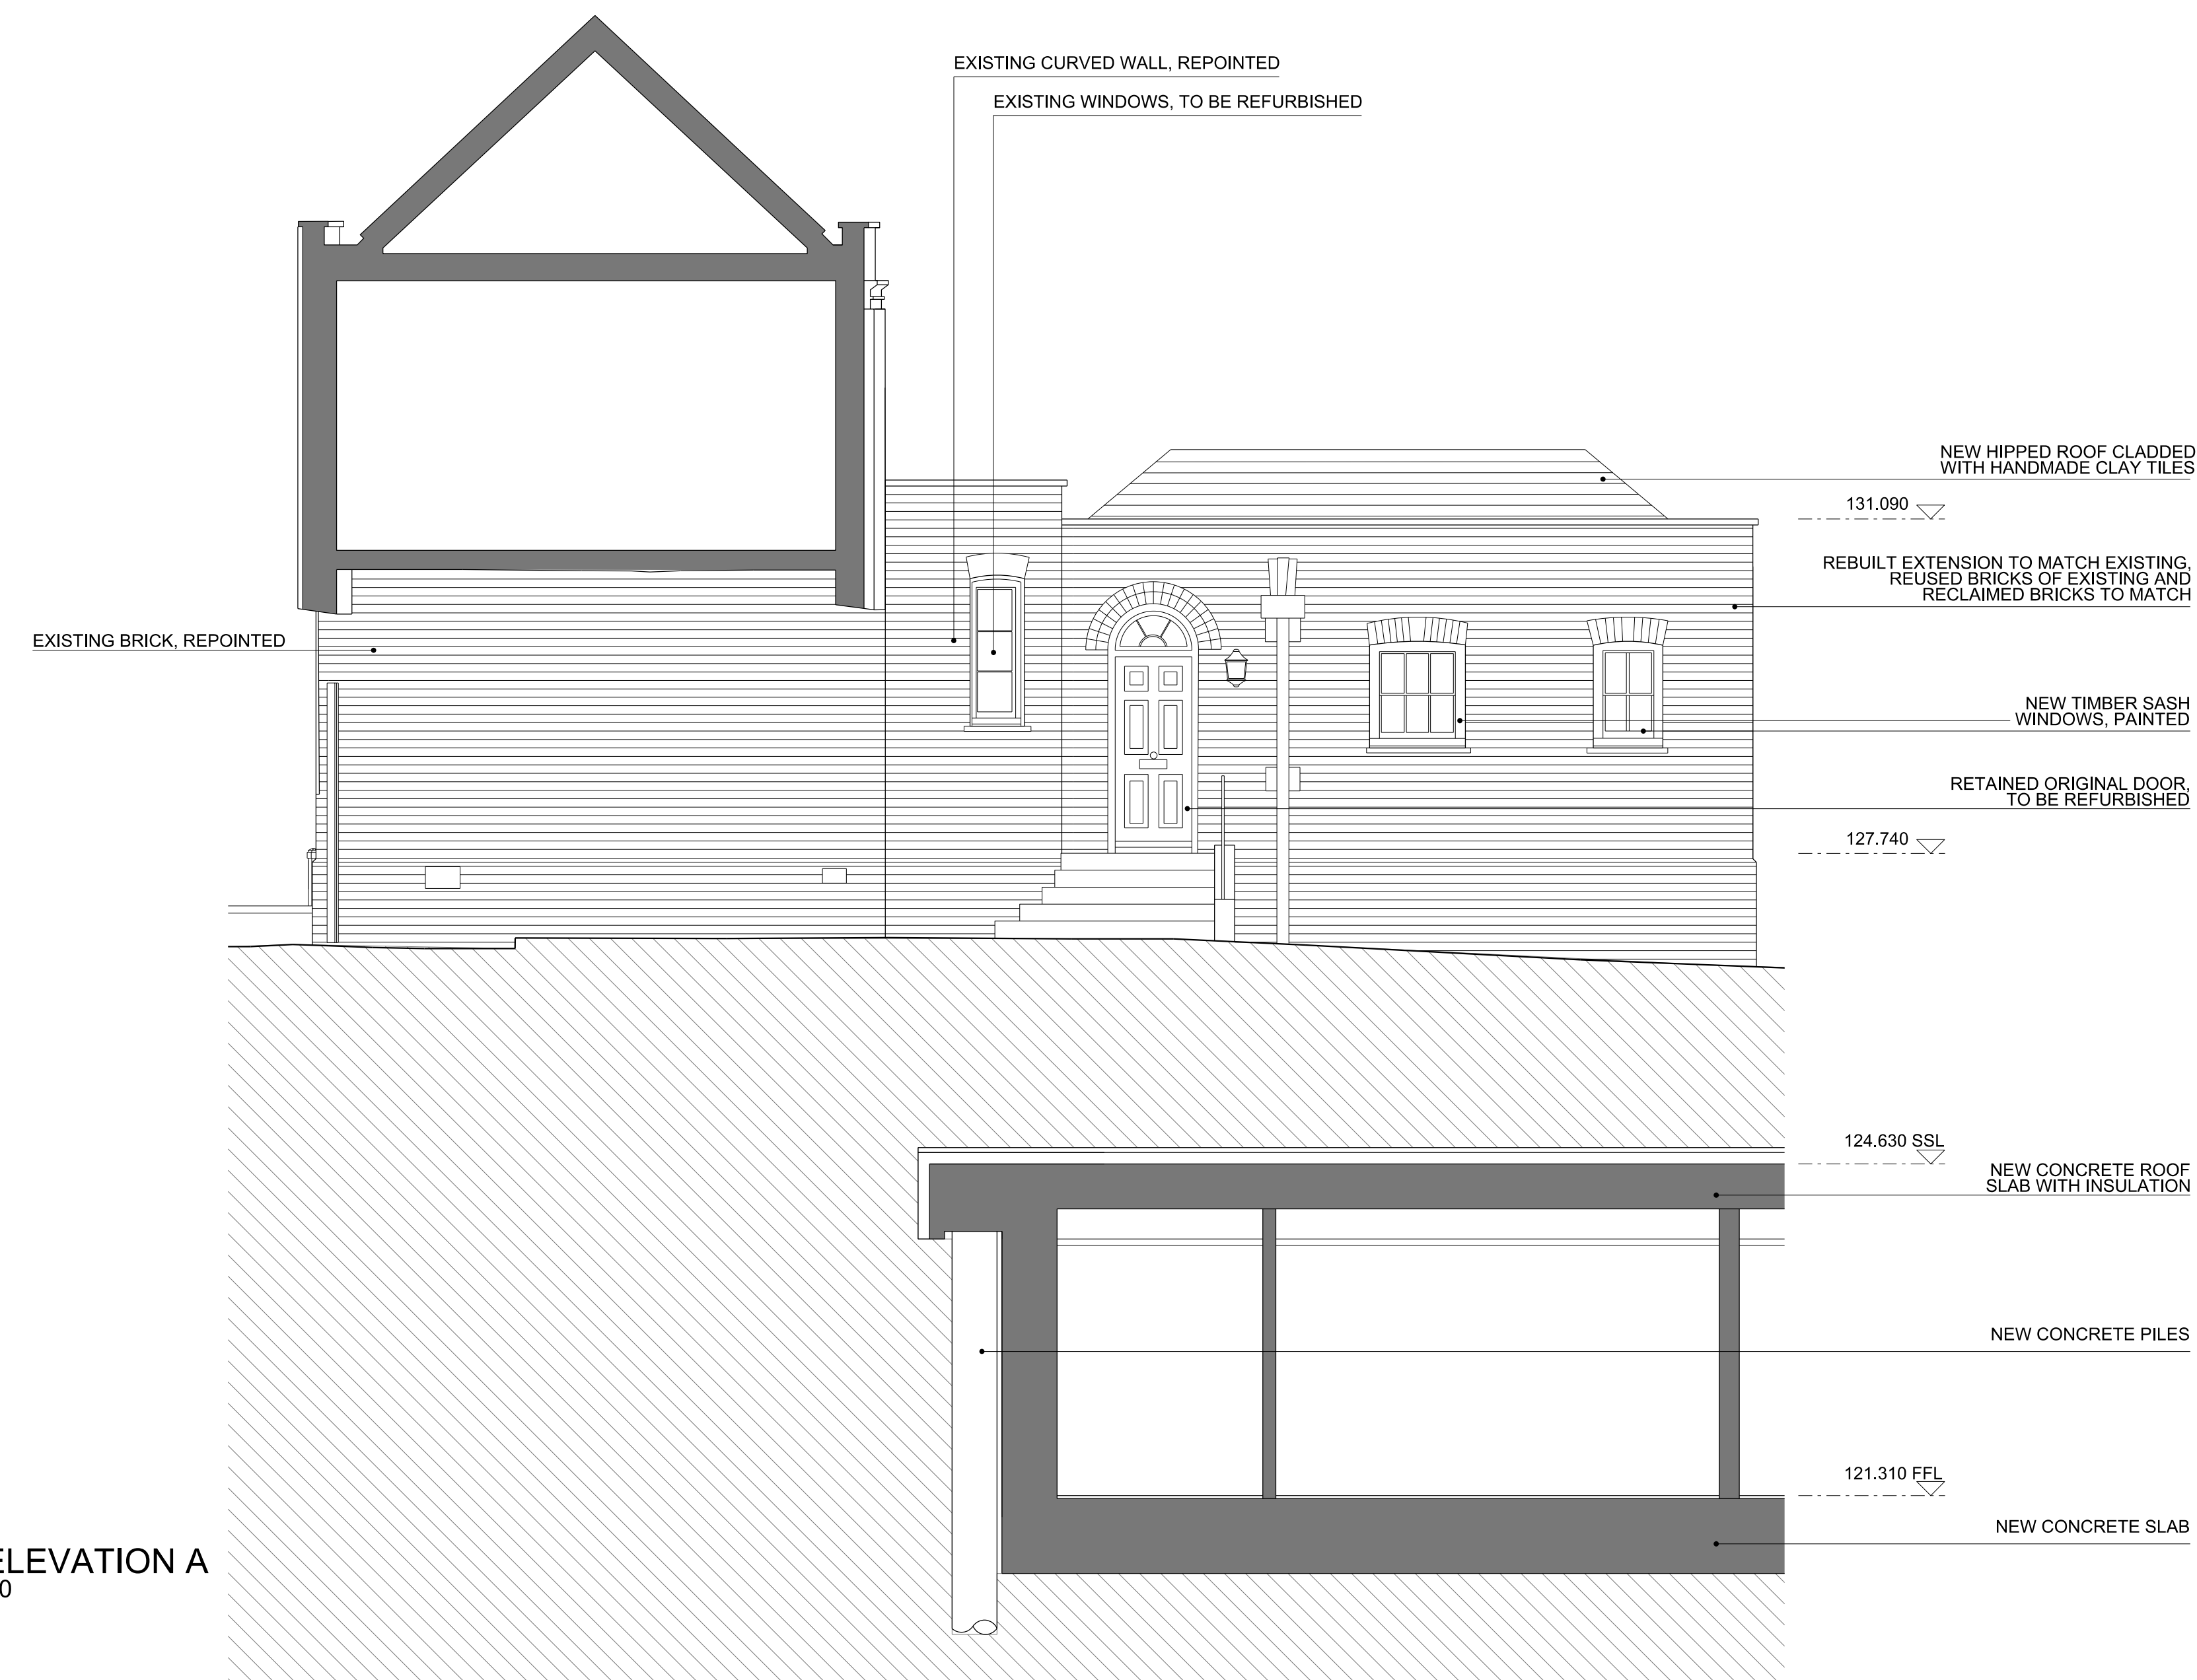 EXISTING CURVED WALL, REPOINTED
EXISTING WINDOWS, TO BE REFURBISHED
NEW HIPPED ROOF CLADDED
WITH HANDMADE CLAY TILES
131.090
REBUILT EXTENSION TO MATCH EXISTING,
REUSED BRICKS OF EXISTING AND
RECLAIMED BRICKS TO MATCH
EXISTING BRICK, REPOINTED
NEW TIMBER SASH
WINDOWS, PAINTED
RETAINED ORIGINAL DOOR,
TO BE REFURBISHED
127.740
124.630 SSL
NEW CONCRETE ROOF
SLAB WITH INSULATION
NEW CONCRETE PILES
121.310 FFL
NEW CONCRETE SLAB
ELEVATION A
0